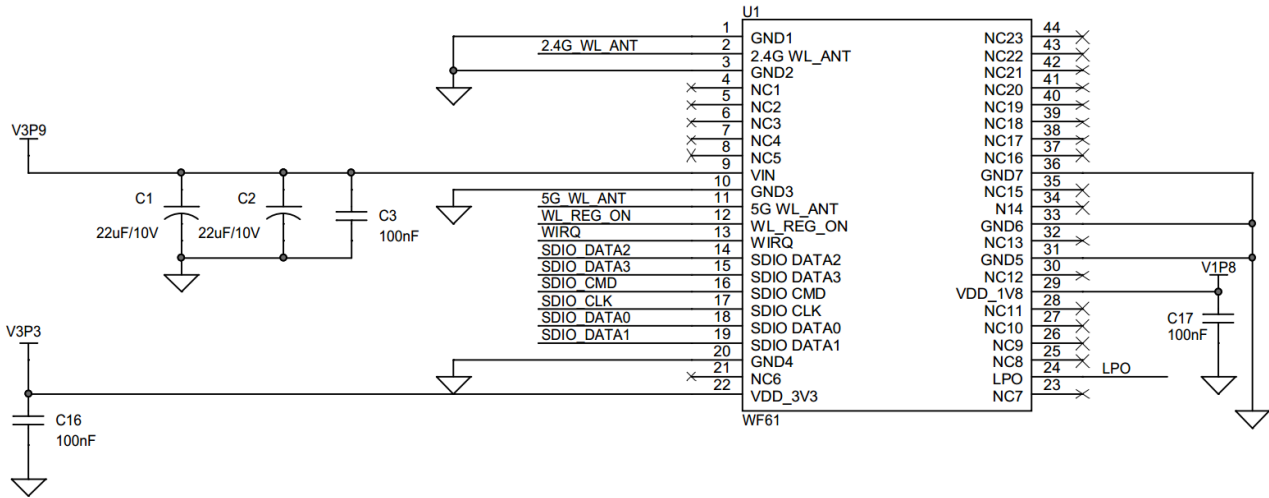 U1
1 GND1 NC23 44
2.4G_WL_ANT 2 2.4G WL_ANT NC22 43
3 GND2 NC21 42
4 NC1 NC20 41
5 NC2 NC19 40
6 NC3 NC18 39
7 NC4 NC17 38
8 NC5 NC16 37
V3P9
9 VIN GND7 36
10 GND3 NC15 35
C1
22uF/10V
C2
22uF/10V
C3
100nF
5G_WL_ANT 11 5G WL_ANT N14 34
WL_REG_ON 12 WL_REG_ON GND6 33
WIRQ 13 WIRQ NC13 32
SDIO_DATA2 14 SDIO DATA2 GND5 31
SDIO_DATA3 15 SDIO DATA3 NC12 30
V1P8
SDIO_CMD 16 SDIO CMD VDD_1V8 29
SDIO_CLK 17 SDIO CLK NC11 28
C17
100nF
SDIO_DATA0 18 SDIO DATA0 NC10 27
SDIO_DATA1 19 SDIO DATA1 NC9 26
V3P3
20 GND4 NC8 25
21 NC6 LPO 24 LPO
22 VDD_3V3 NC7 23
C16
100nF
WF61